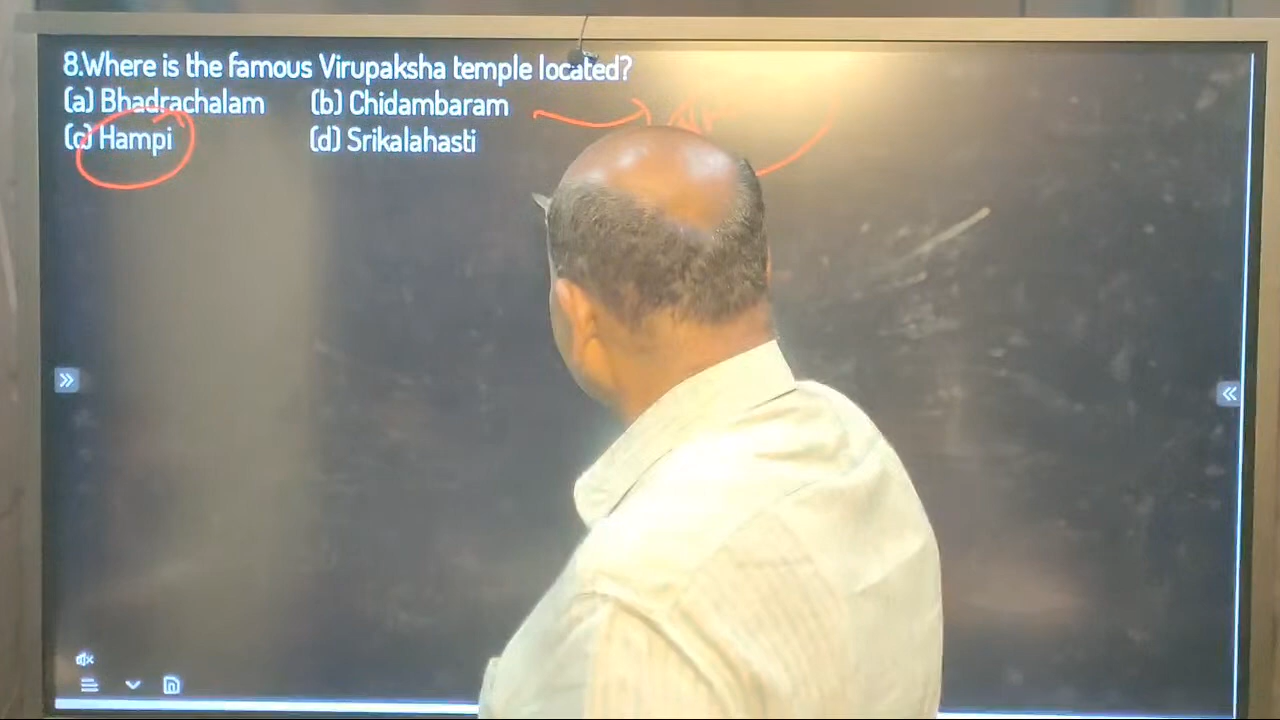 8.Where is the famous Virupaksha temple located?
(a) Bhadrachalam (b) Chidambaram
(c) Hampi (d) Srikalahasti